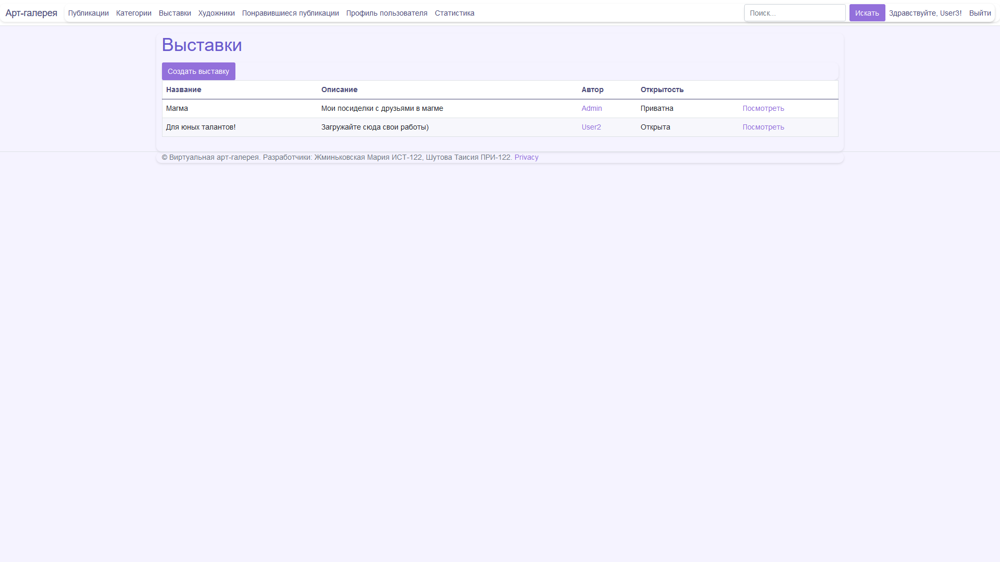 Арт-галерея Публикации Категории Выставки Художники Понравившиеся публикации Профиль пользователя Статистика Поиск... Искать Здравствуйте, User3! Выйти
Выставки
Создать выставку
Название Описание Автор Открытость
Магма Мои посиделки с друзьями в магме Admin Приватна Посмотреть
Для юных талантов! Загружайте сюда свои работы) User2 Открыта Посмотреть
© Виртуальная арт-галерея. Разработчики: Жминьковская Мария ИСТ-122, Шутова Таисия ПРИ-122. Privacy